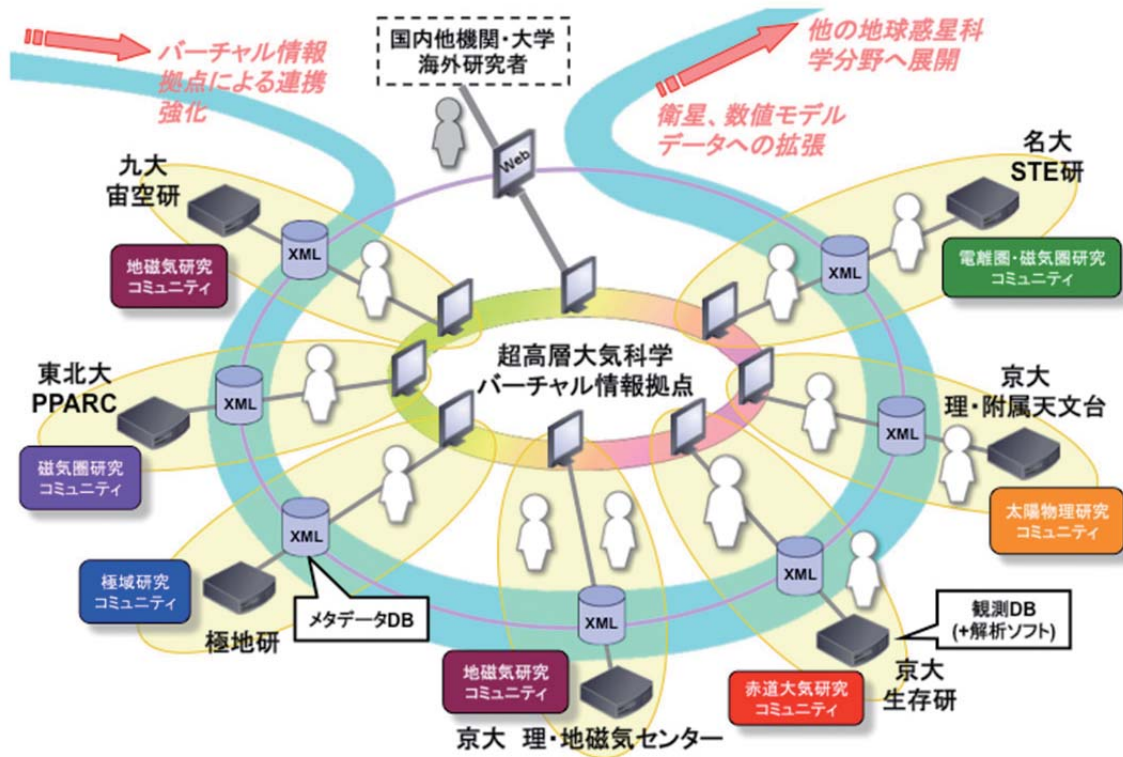 バーチャル情報
拠点による連携
強化
国内他機関・大学
海外研究者
他の地球惑星科
学分野へ展開
衛星、数値モデル
データへの拡張
Web
九大
宙空研
XML
地磁気研究
コミュニティ
名大
STE研
XML
電離圏・磁気圏研究
コミュニティ
超高層大気科学
バーチャル情報拠点
東北大
PPARC
XML
磁気圏研究
コミュニティ
京大
理・附属天文台
XML
太陽物理研究
コミュニティ
XML
極域研究
コミュニティ
極地研
メタデータDB
XML
地磁気研究
コミュニティ
京大 理・地磁気センター
XML
観測DB
(+解析ソフト)
赤道大気研究
コミュニティ
京大
生存研